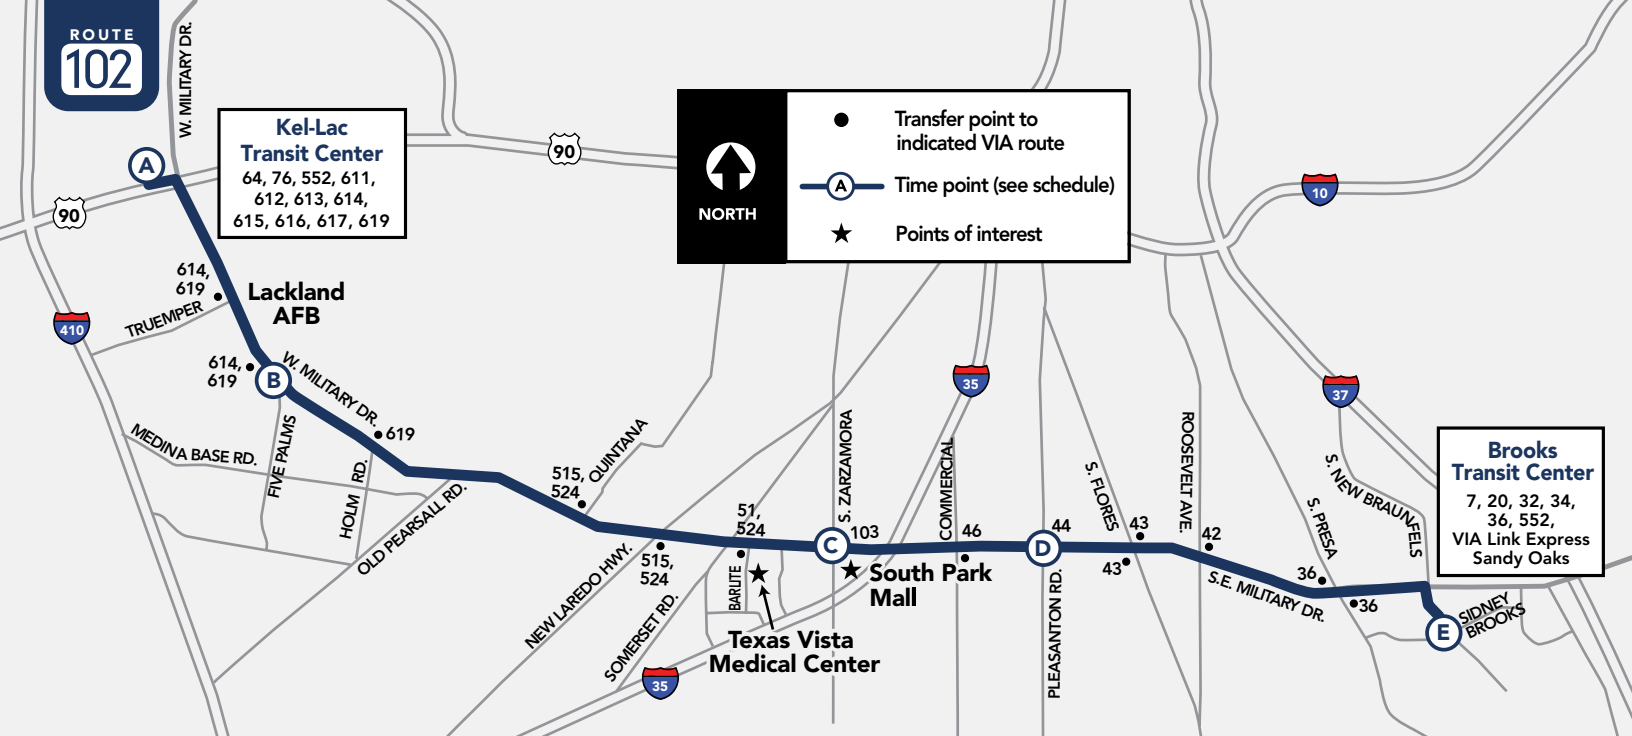 ROUTE
102
W. MILITARY DR.
A
Kel-Lac
Transit Center
64, 76, 552, 611,
612, 613, 614,
615, 616, 617, 619
90
90
NORTH
Transfer point to
indicated VIA route
A
Time point (see schedule)
Points of interest
10
614,
619
TRUEMPER
Lackland
AFB
410
614,
619
B
W. MILITARY DR.
619
MEDINA BASE RD.
FIVE PALMS
HOLM RD.
OLD PEARSALL RD.
515,
524
QUINTANA
NEW LAREDO HWY.
515,
524
SOMERSET RD.
51,
524
BARLITE
Texas Vista
Medical Center
35
C
103
S. ZARZAMORA
South Park
Mall
35
COMMERCIAL
46
D
44
PLEASANTON RD.
S. FLORES
43
43
ROOSEVELT AVE.
42
S.E. MILITARY DR.
S. PRESA
36
36
37
S. NEW BRAUNFELS
Brooks
Transit Center
7, 20, 32, 34,
36, 552,
VIA Link Express
Sandy Oaks
E
SIDNEY
BROOKS